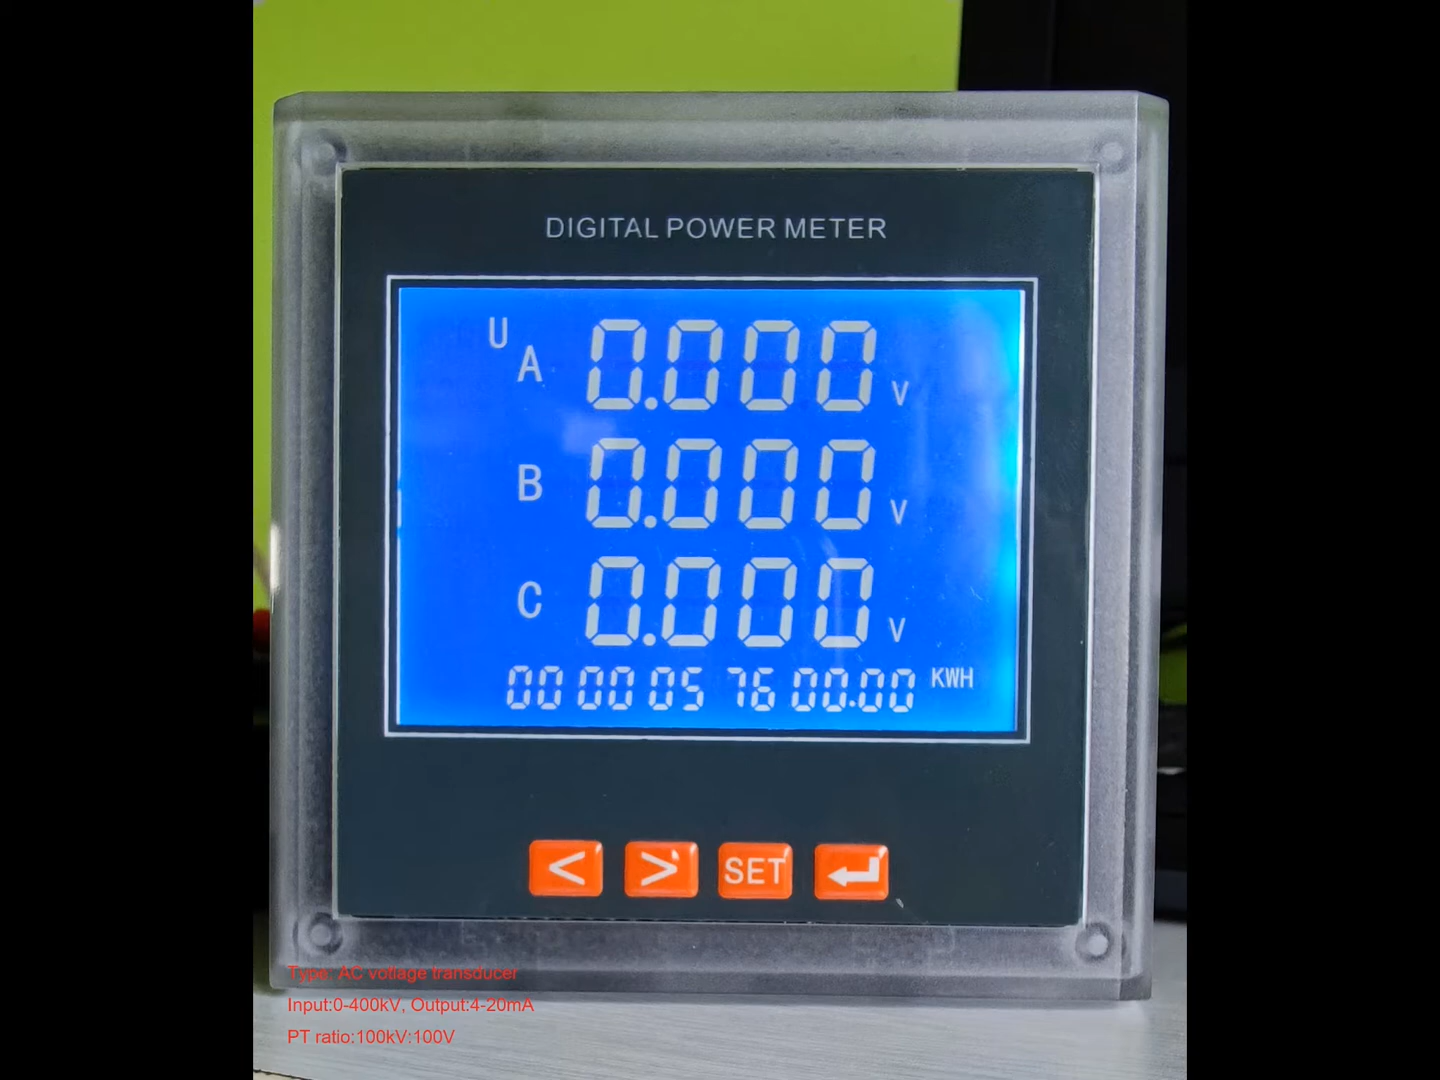 DIGITAL POWER METER
U
A 0.000 V
B 0.000 V
C 0.000 V
00 00 05 76 00.00 KWH
< > SET
Type: AC voltage transducer
Input:0-400kV, Output:4-20mA
PT ratio:100kV:100V